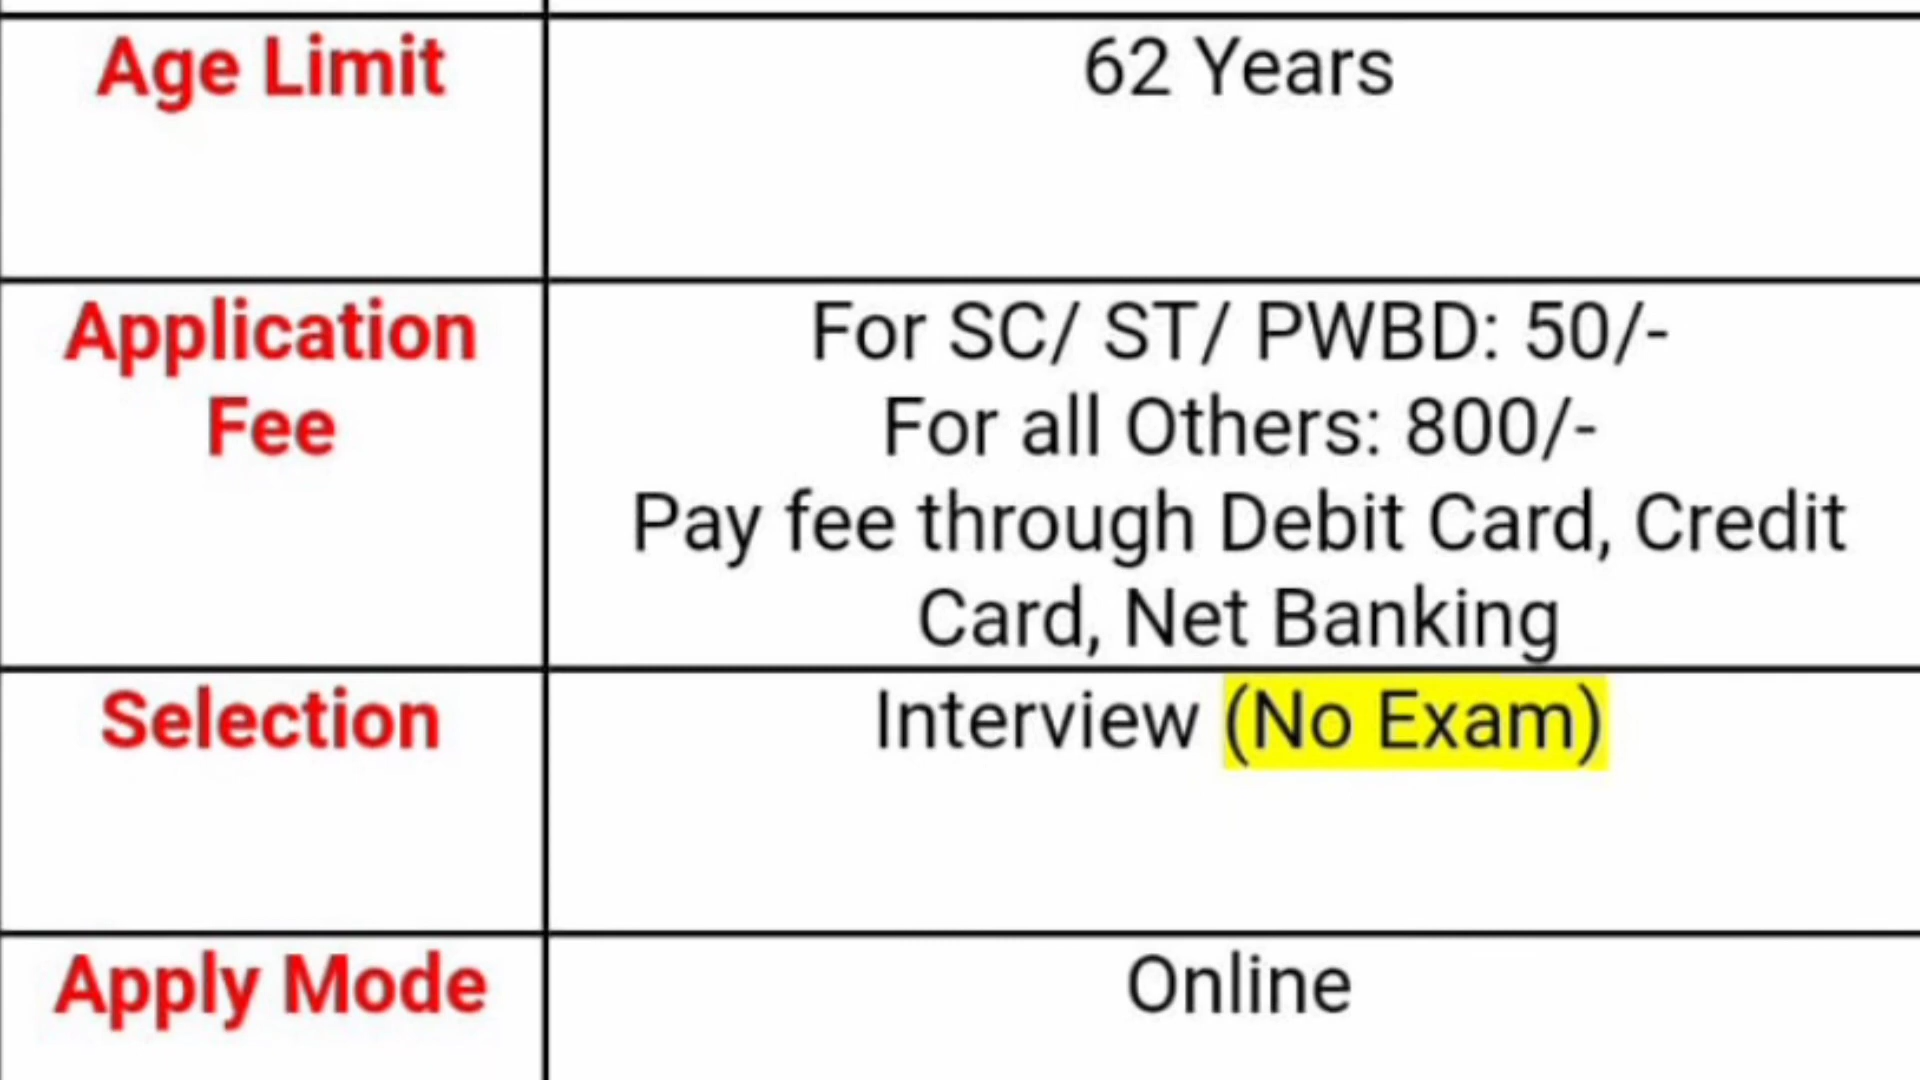 Age Limit
62 Years
Application
Fee
For SC/ ST/ PWBD: 50/-
For all Others: 800/-
Pay fee through Debit Card, Credit
Card, Net Banking
Selection
Interview (No Exam)
Apply Mode
Online